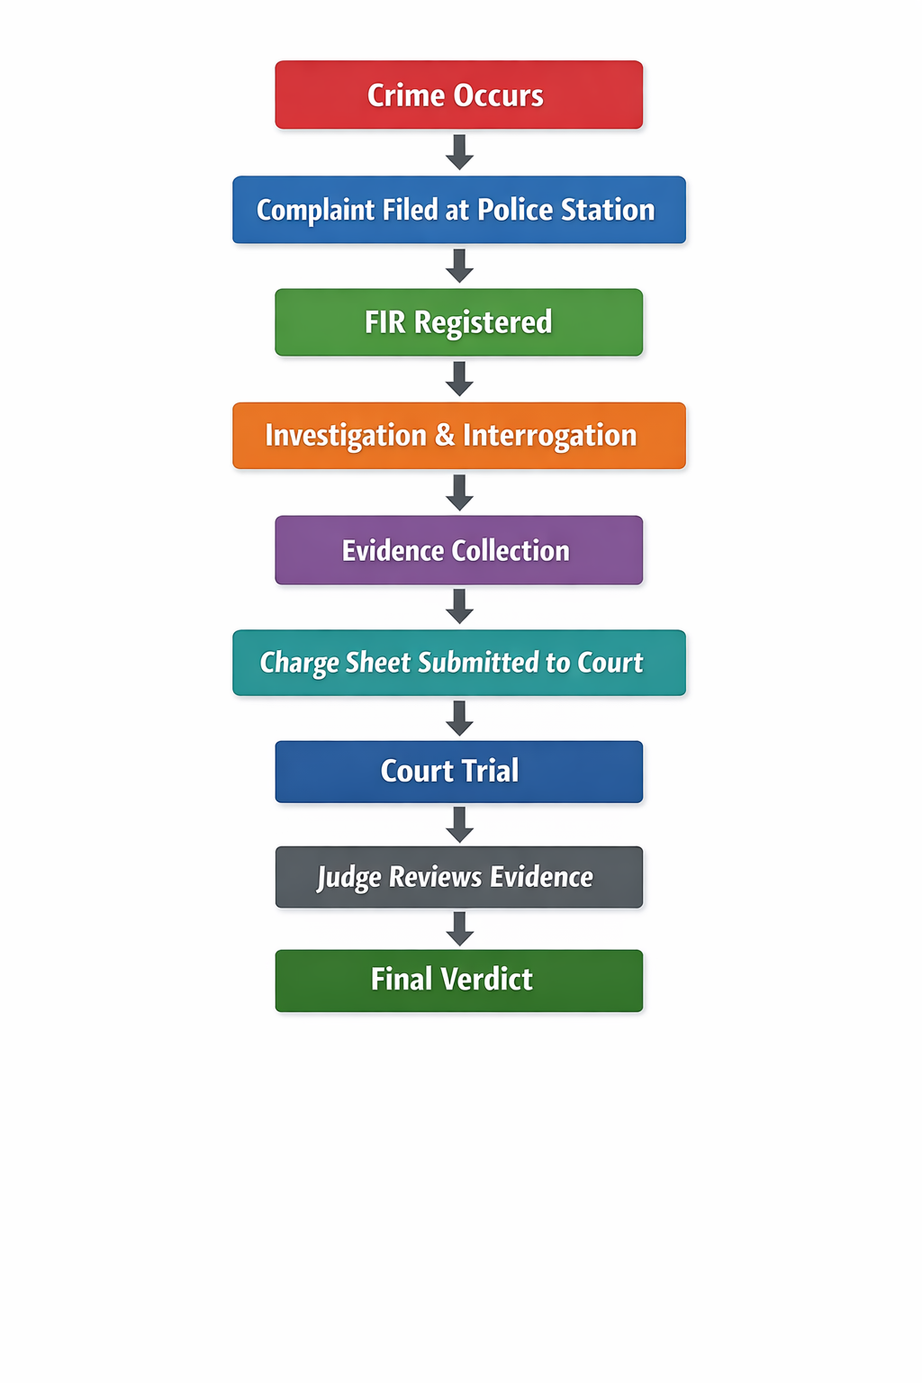 Crime Occurs
Complaint Filed at Police Station
FIR Registered
Investigation & Interrogation
Evidence Collection
Charge Sheet Submitted to Court
Court Trial
Judge Reviews Evidence
Final Verdict